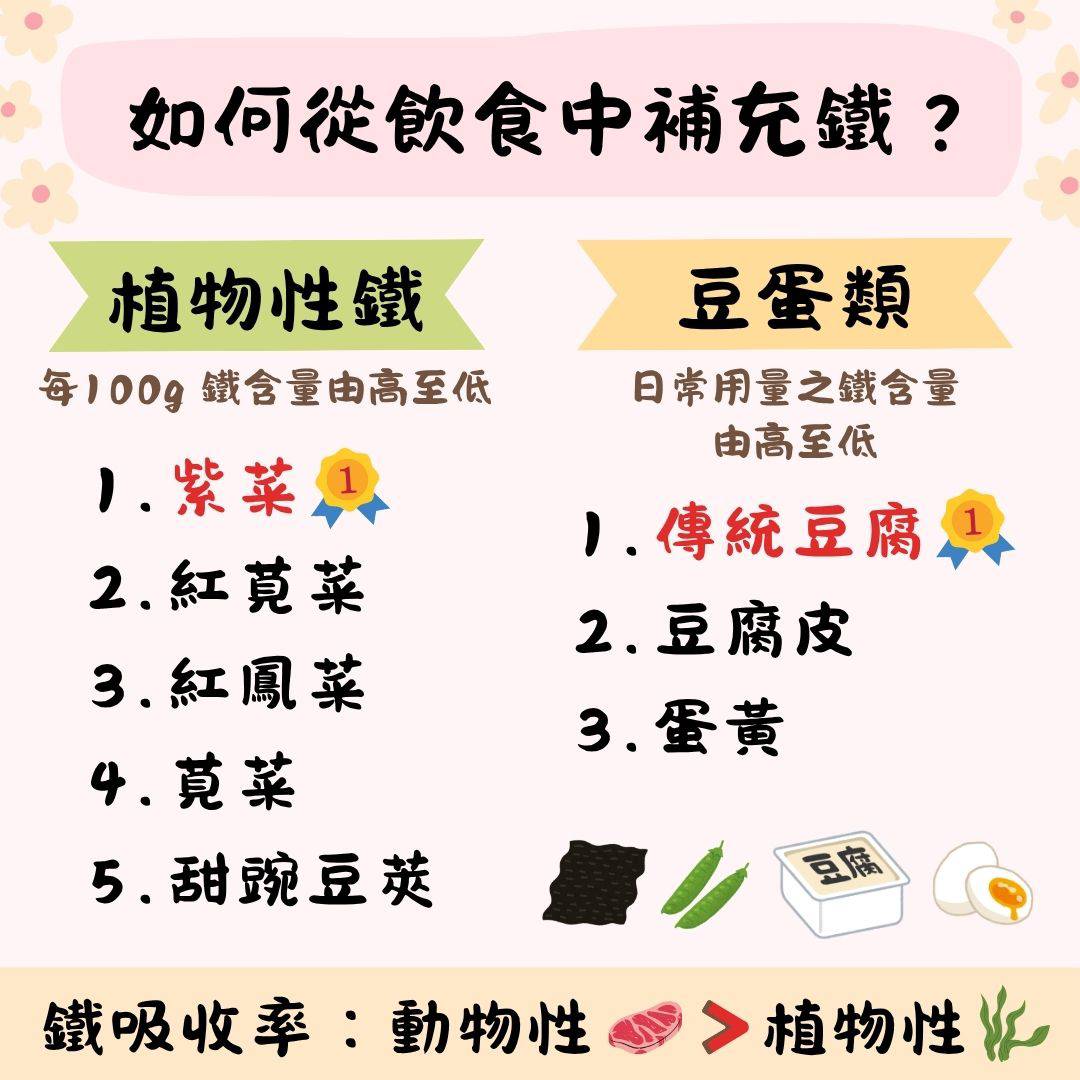 如何從飲食中補充鐵？
植物性鐵
每100g 鐵含量由高至低
1.紫菜
1
2.紅莧菜
3.紅鳳菜
4.莧菜
5.甜豌豆莢
豆蛋類
日常用量之鐵含量
由高至低
1.傳統豆腐
1
2.豆腐皮
3.蛋黃
豆腐
鐵吸收率：動物性 > 植物性